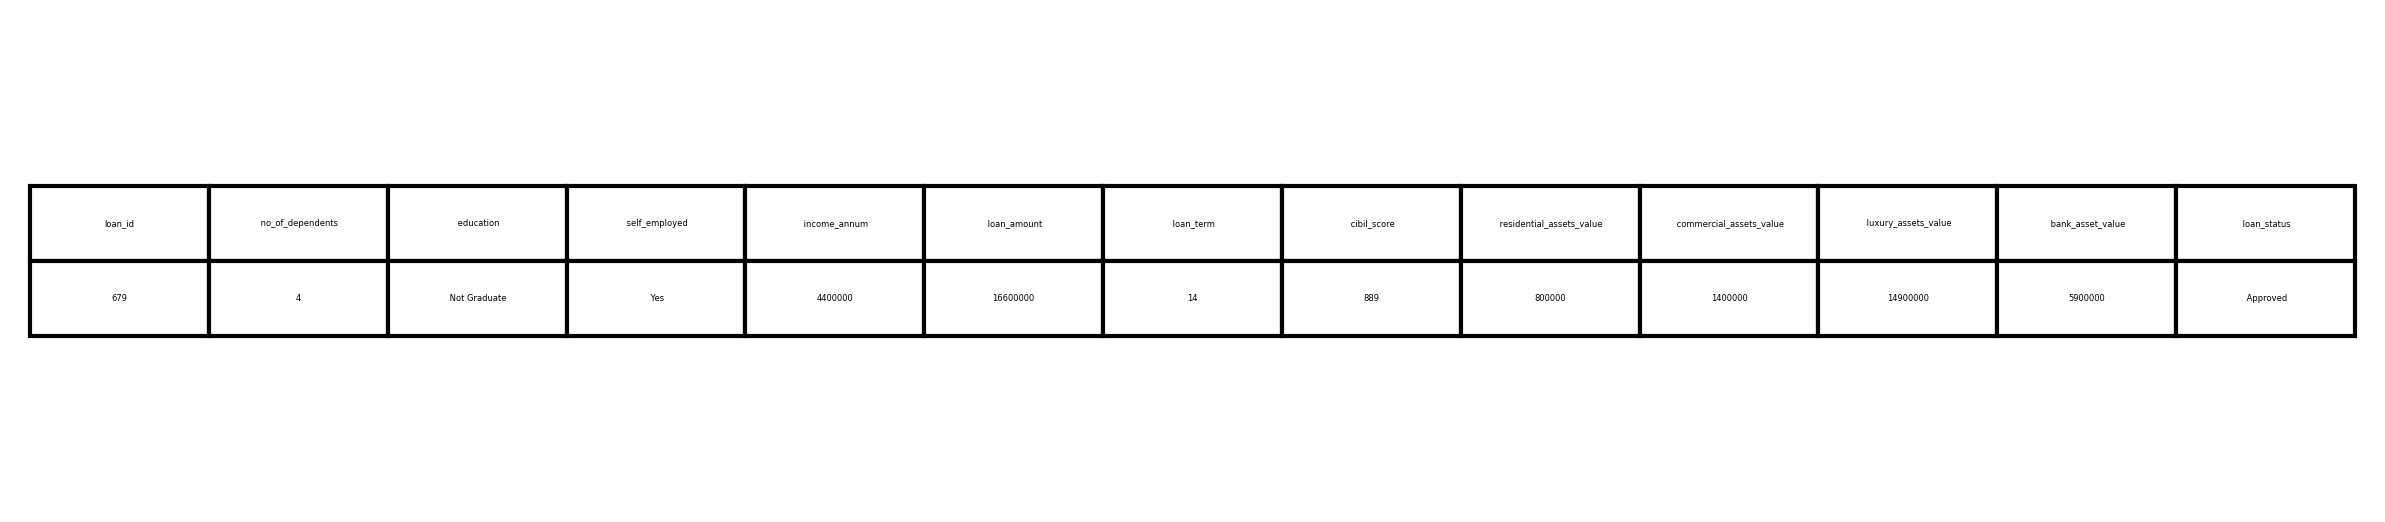 loan_id no_of_dependents education self_employed income_annum loan_amount loan_term cibil_score residential_assets_value commercial_assets_value luxury_assets_value bank_asset_value loan_status
679 4 Not Graduate Yes 4400000 16600000 14 889 800000 1400000 14900000 5900000 Approved